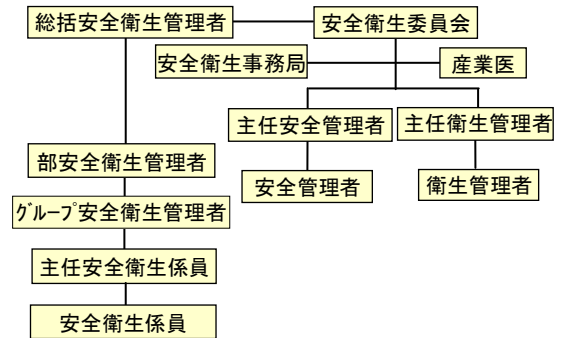 総括安全衛生管理者
安全衛生委員会
安全衛生事務局
産業医
主任安全管理者
主任衛生管理者
部安全衛生管理者
安全管理者
衛生管理者
グループ安全衛生管理者
主任安全衛生係員
安全衛生係員